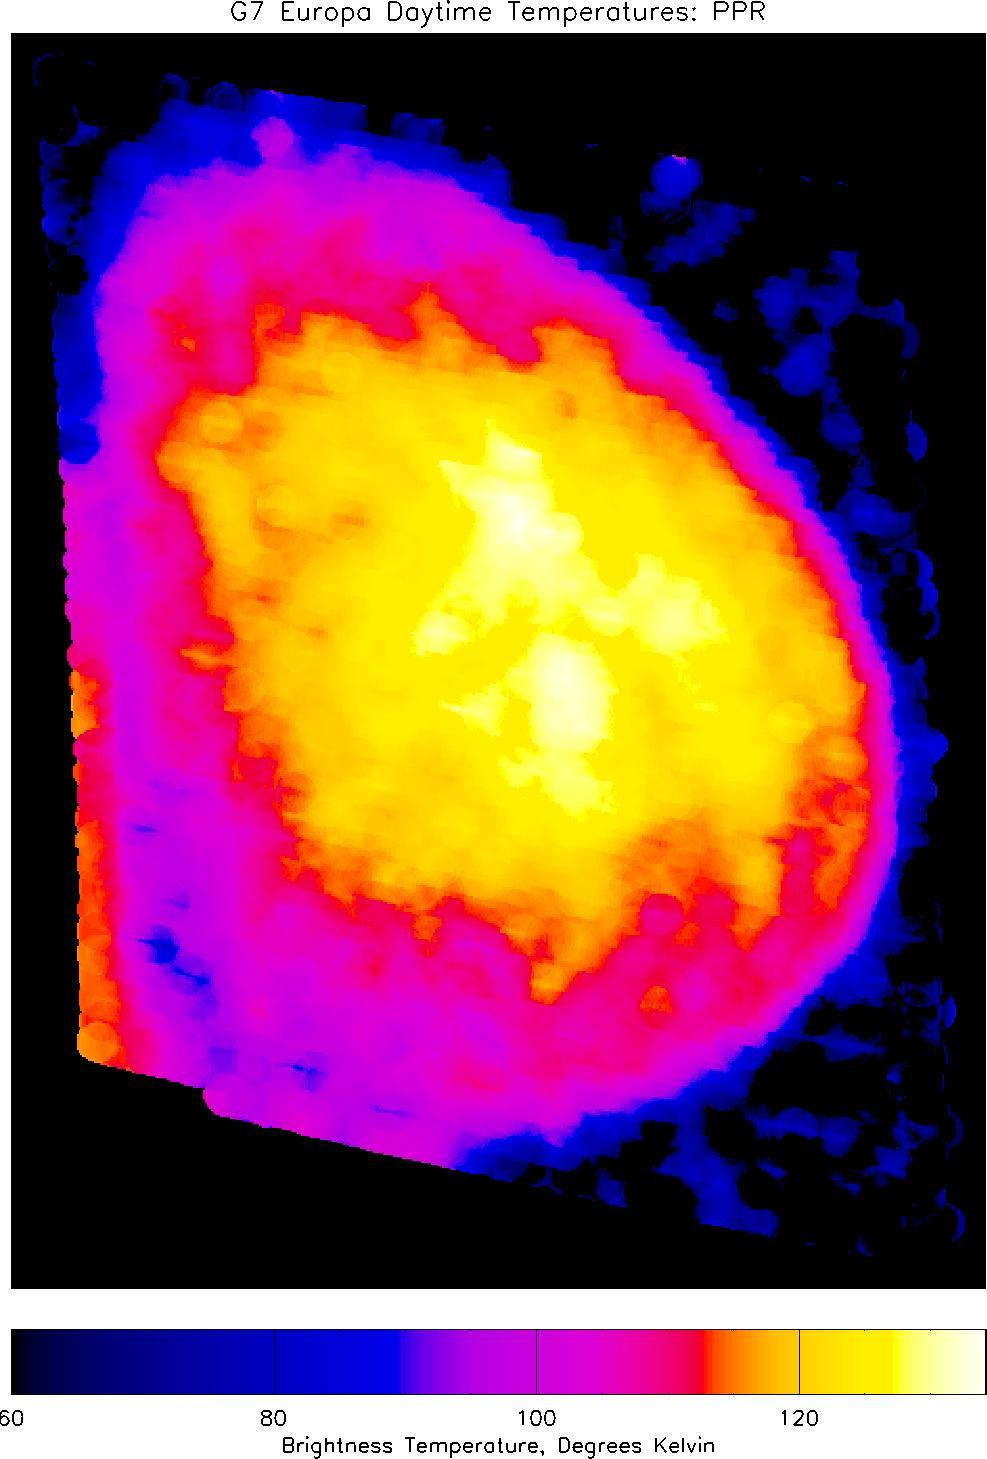 G7 Europa Daytime Temperatures: PPR
60 80 100 120
Brightness Temperature, Degrees Kelvin